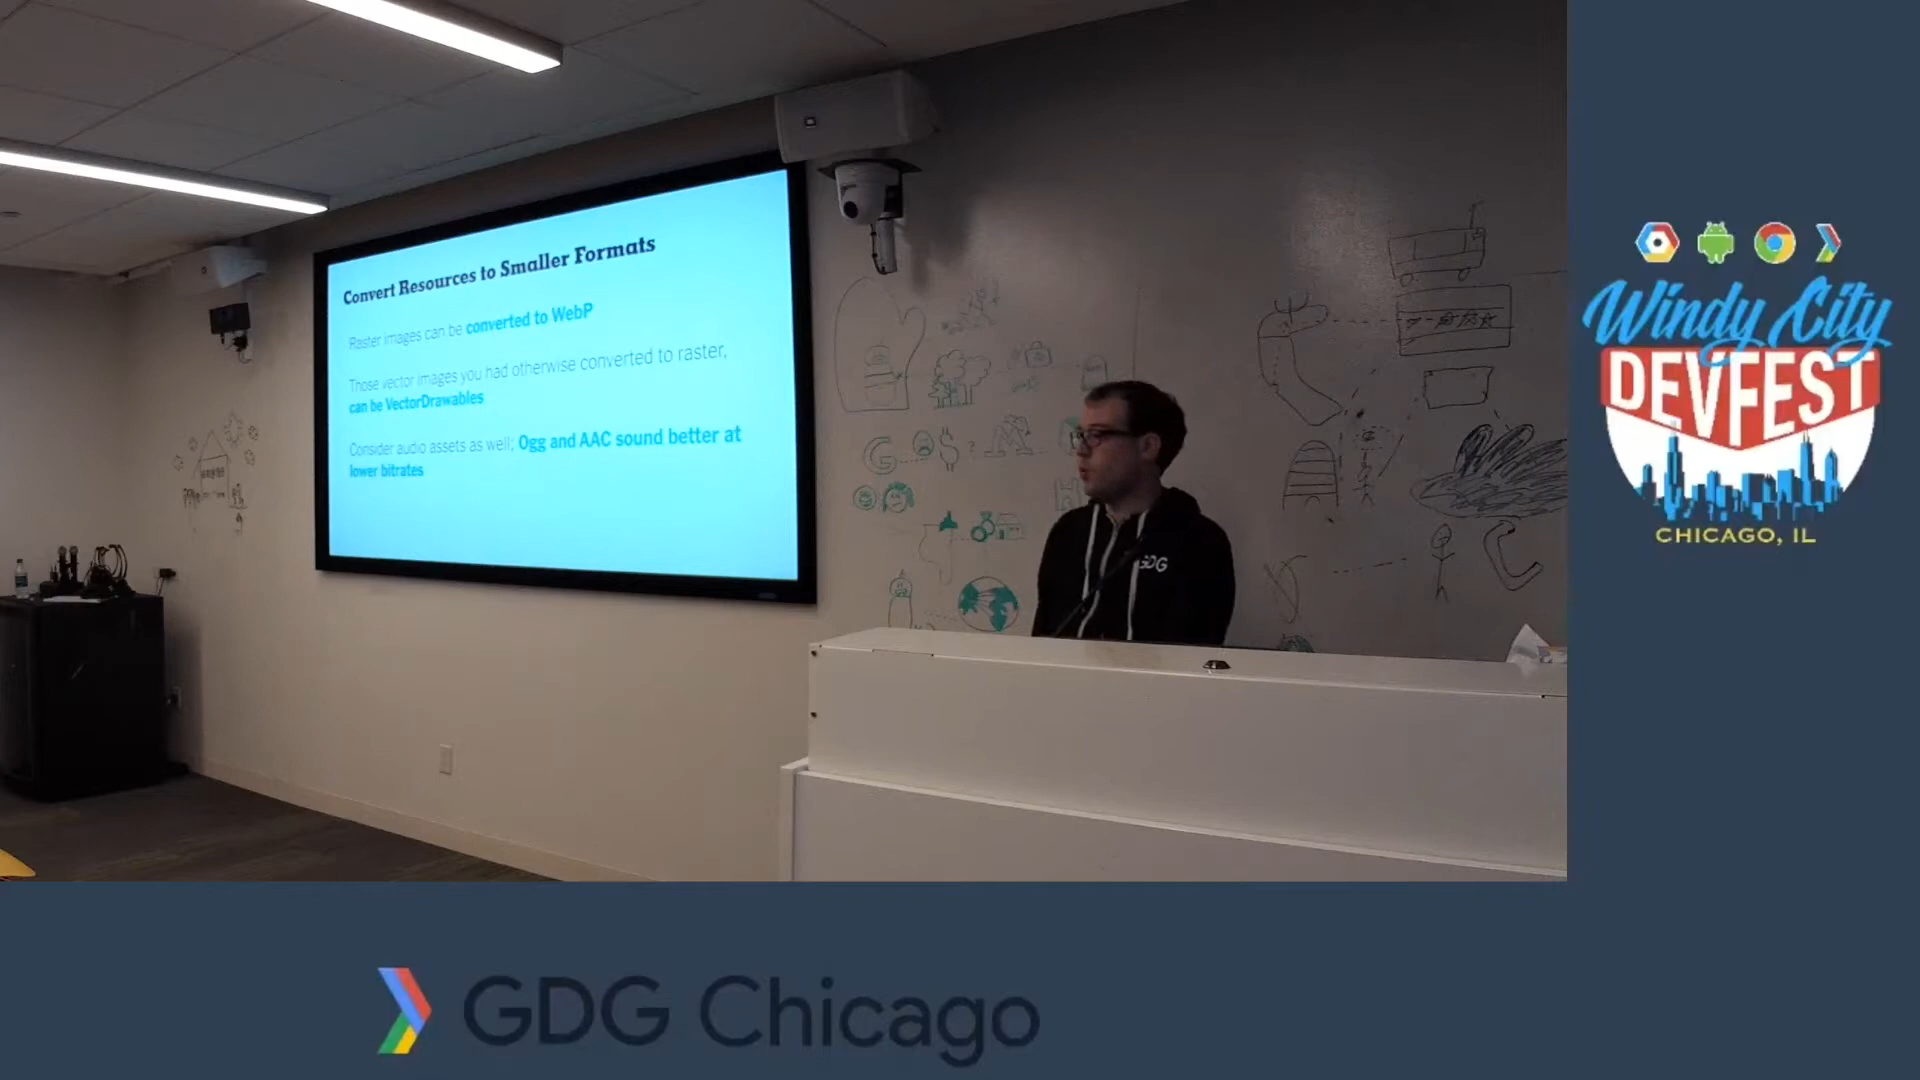 Convert Resources to Smaller Formats
Raster images can be converted to WebP
Those vector images you had otherwise converted to raster,
can be VectorDrawables
Consider audio assets as well; Ogg and AAC sound better at
lower bitrates
GDG
Windy City
DEVFEST
CHICAGO, IL
GDG Chicago